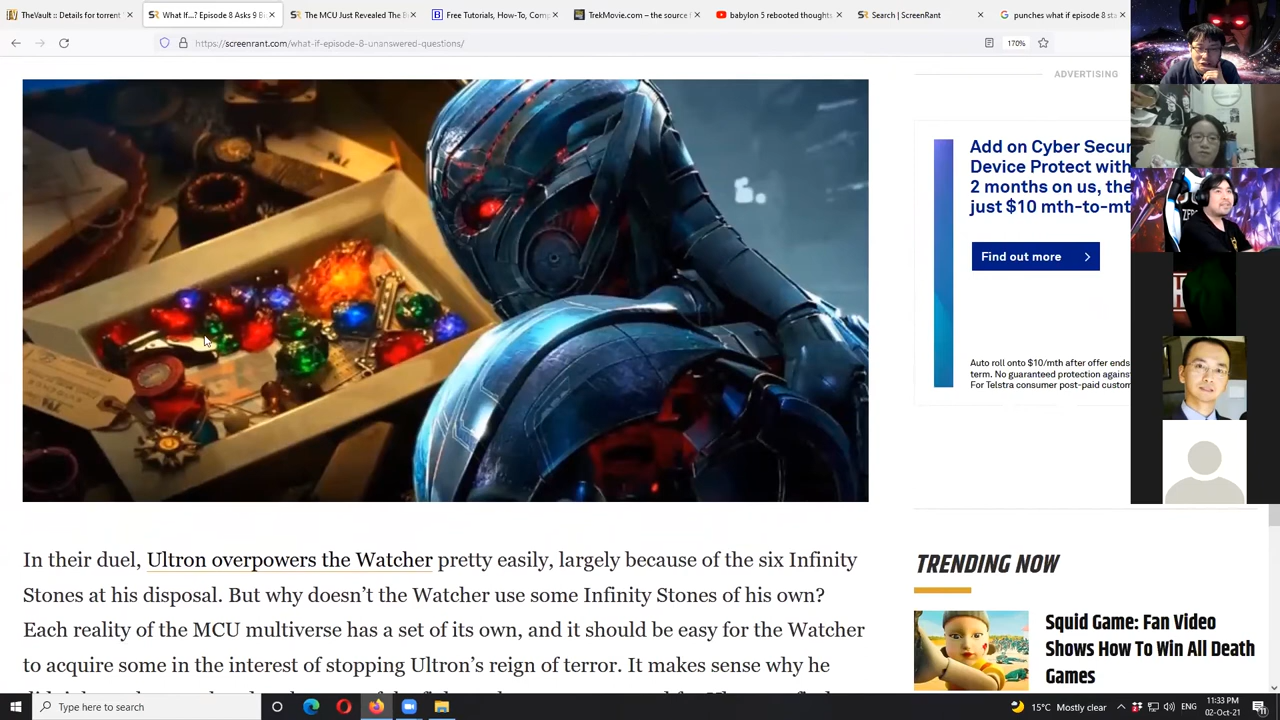 TheVault :: Details for torrent
What If...? Episode 8 Asks 9 B
The MCU Just Revealed The B
Free Tutorials, How-To, Comp
TrekMovie.com – the source
babylon 5 rebooted thoughts
Search | ScreenRant
punches what if episode 8 sta
https://screenrant.com/what-if-episode-8-unanswered-questions/
170%
ADVERTISING
Add on Cyber Secur
Device Protect with
2 months on us, the
just $10 mth-to-mt
Find out more
Auto roll onto $10/mth after offer ends
term. No guaranteed protection agains
For Telstra consumer post-paid custom
In their duel, Ultron overpowers the Watcher pretty easily, largely because of the six Infinity
Stones at his disposal. But why doesn’t the Watcher use some Infinity Stones of his own?
Each reality of the MCU multiverse has a set of its own, and it should be easy for the Watcher
to acquire some in the interest of stopping Ultron’s reign of terror. It makes sense why he
TRENDING NOW
Squid Game: Fan Video
Shows How To Win All Death
Games
Type here to search
15°C Mostly clear
ENG
11:33 PM
02-Oct-21